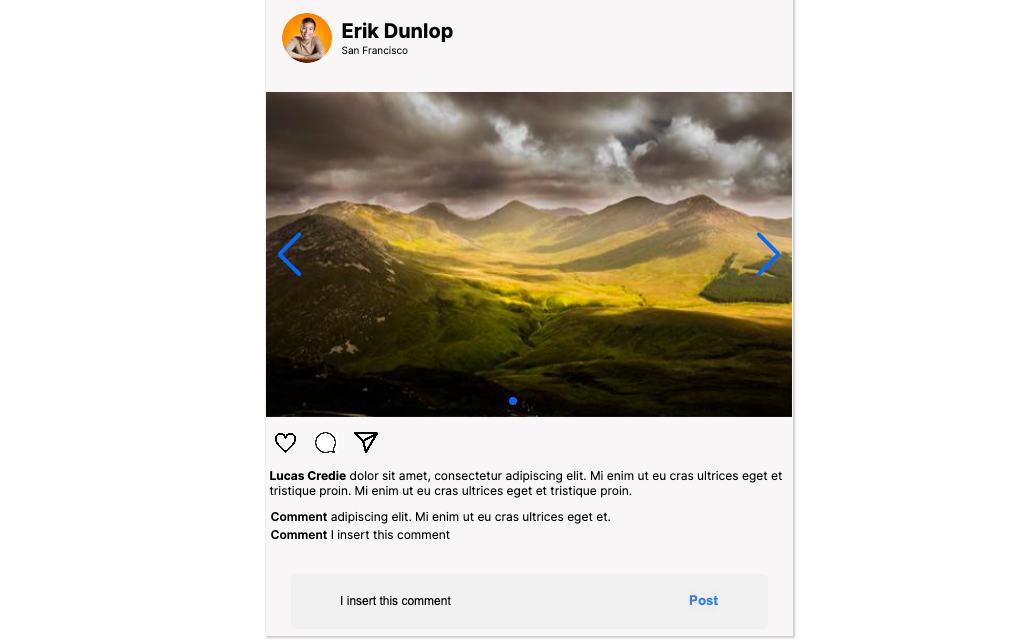 Erik Dunlop
San Francisco
Lucas Credie dolor sit amet, consectetur adipiscing elit. Mi enim ut eu cras ultrices eget et
tristique proin. Mi enim ut eu cras ultrices eget et tristique proin.
Comment adipiscing elit. Mi enim ut eu cras ultrices eget et.
Comment I insert this comment
I insert this comment Post